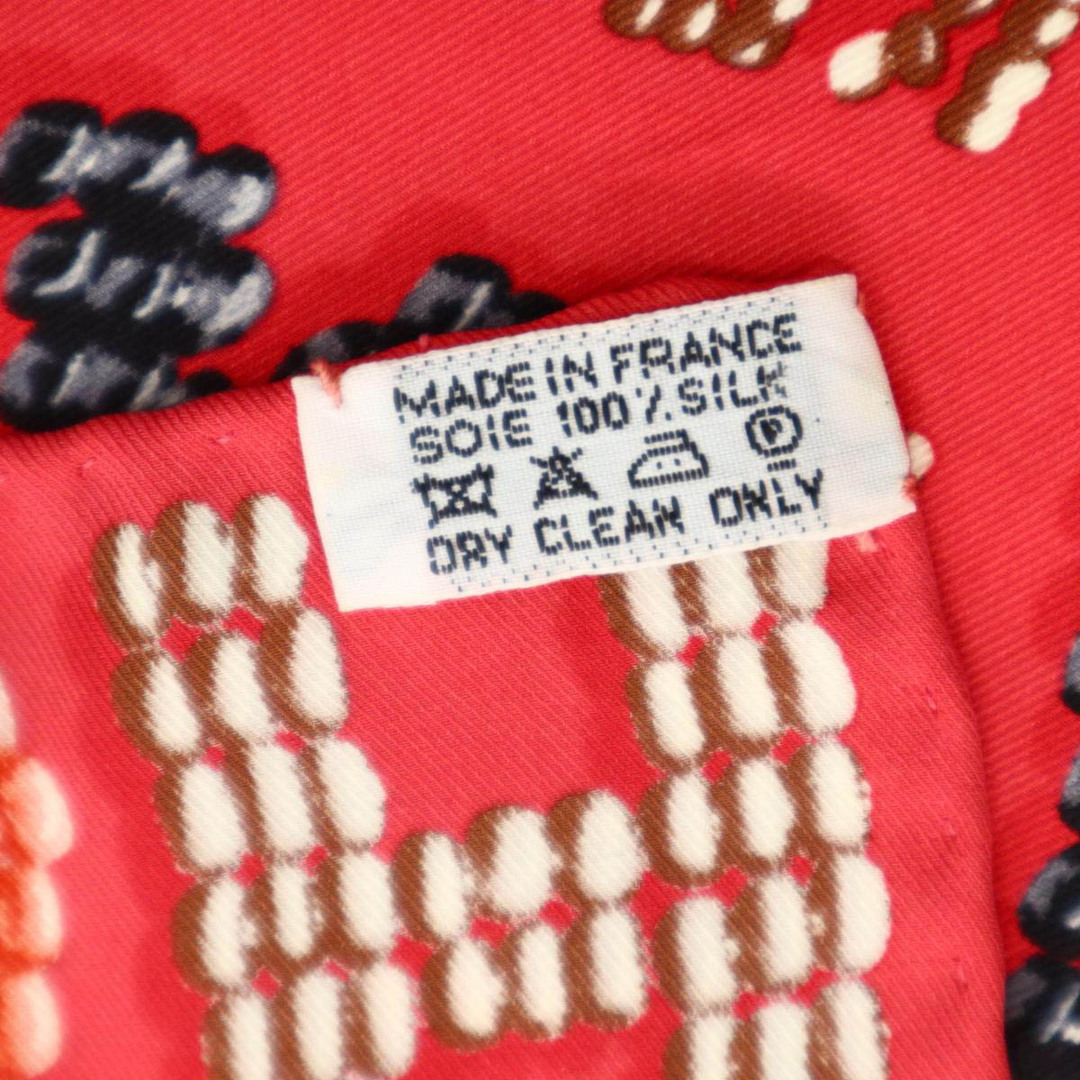 MADE IN FRANCE
SOIE 100% SILK
P
DRY CLEAN ONLY